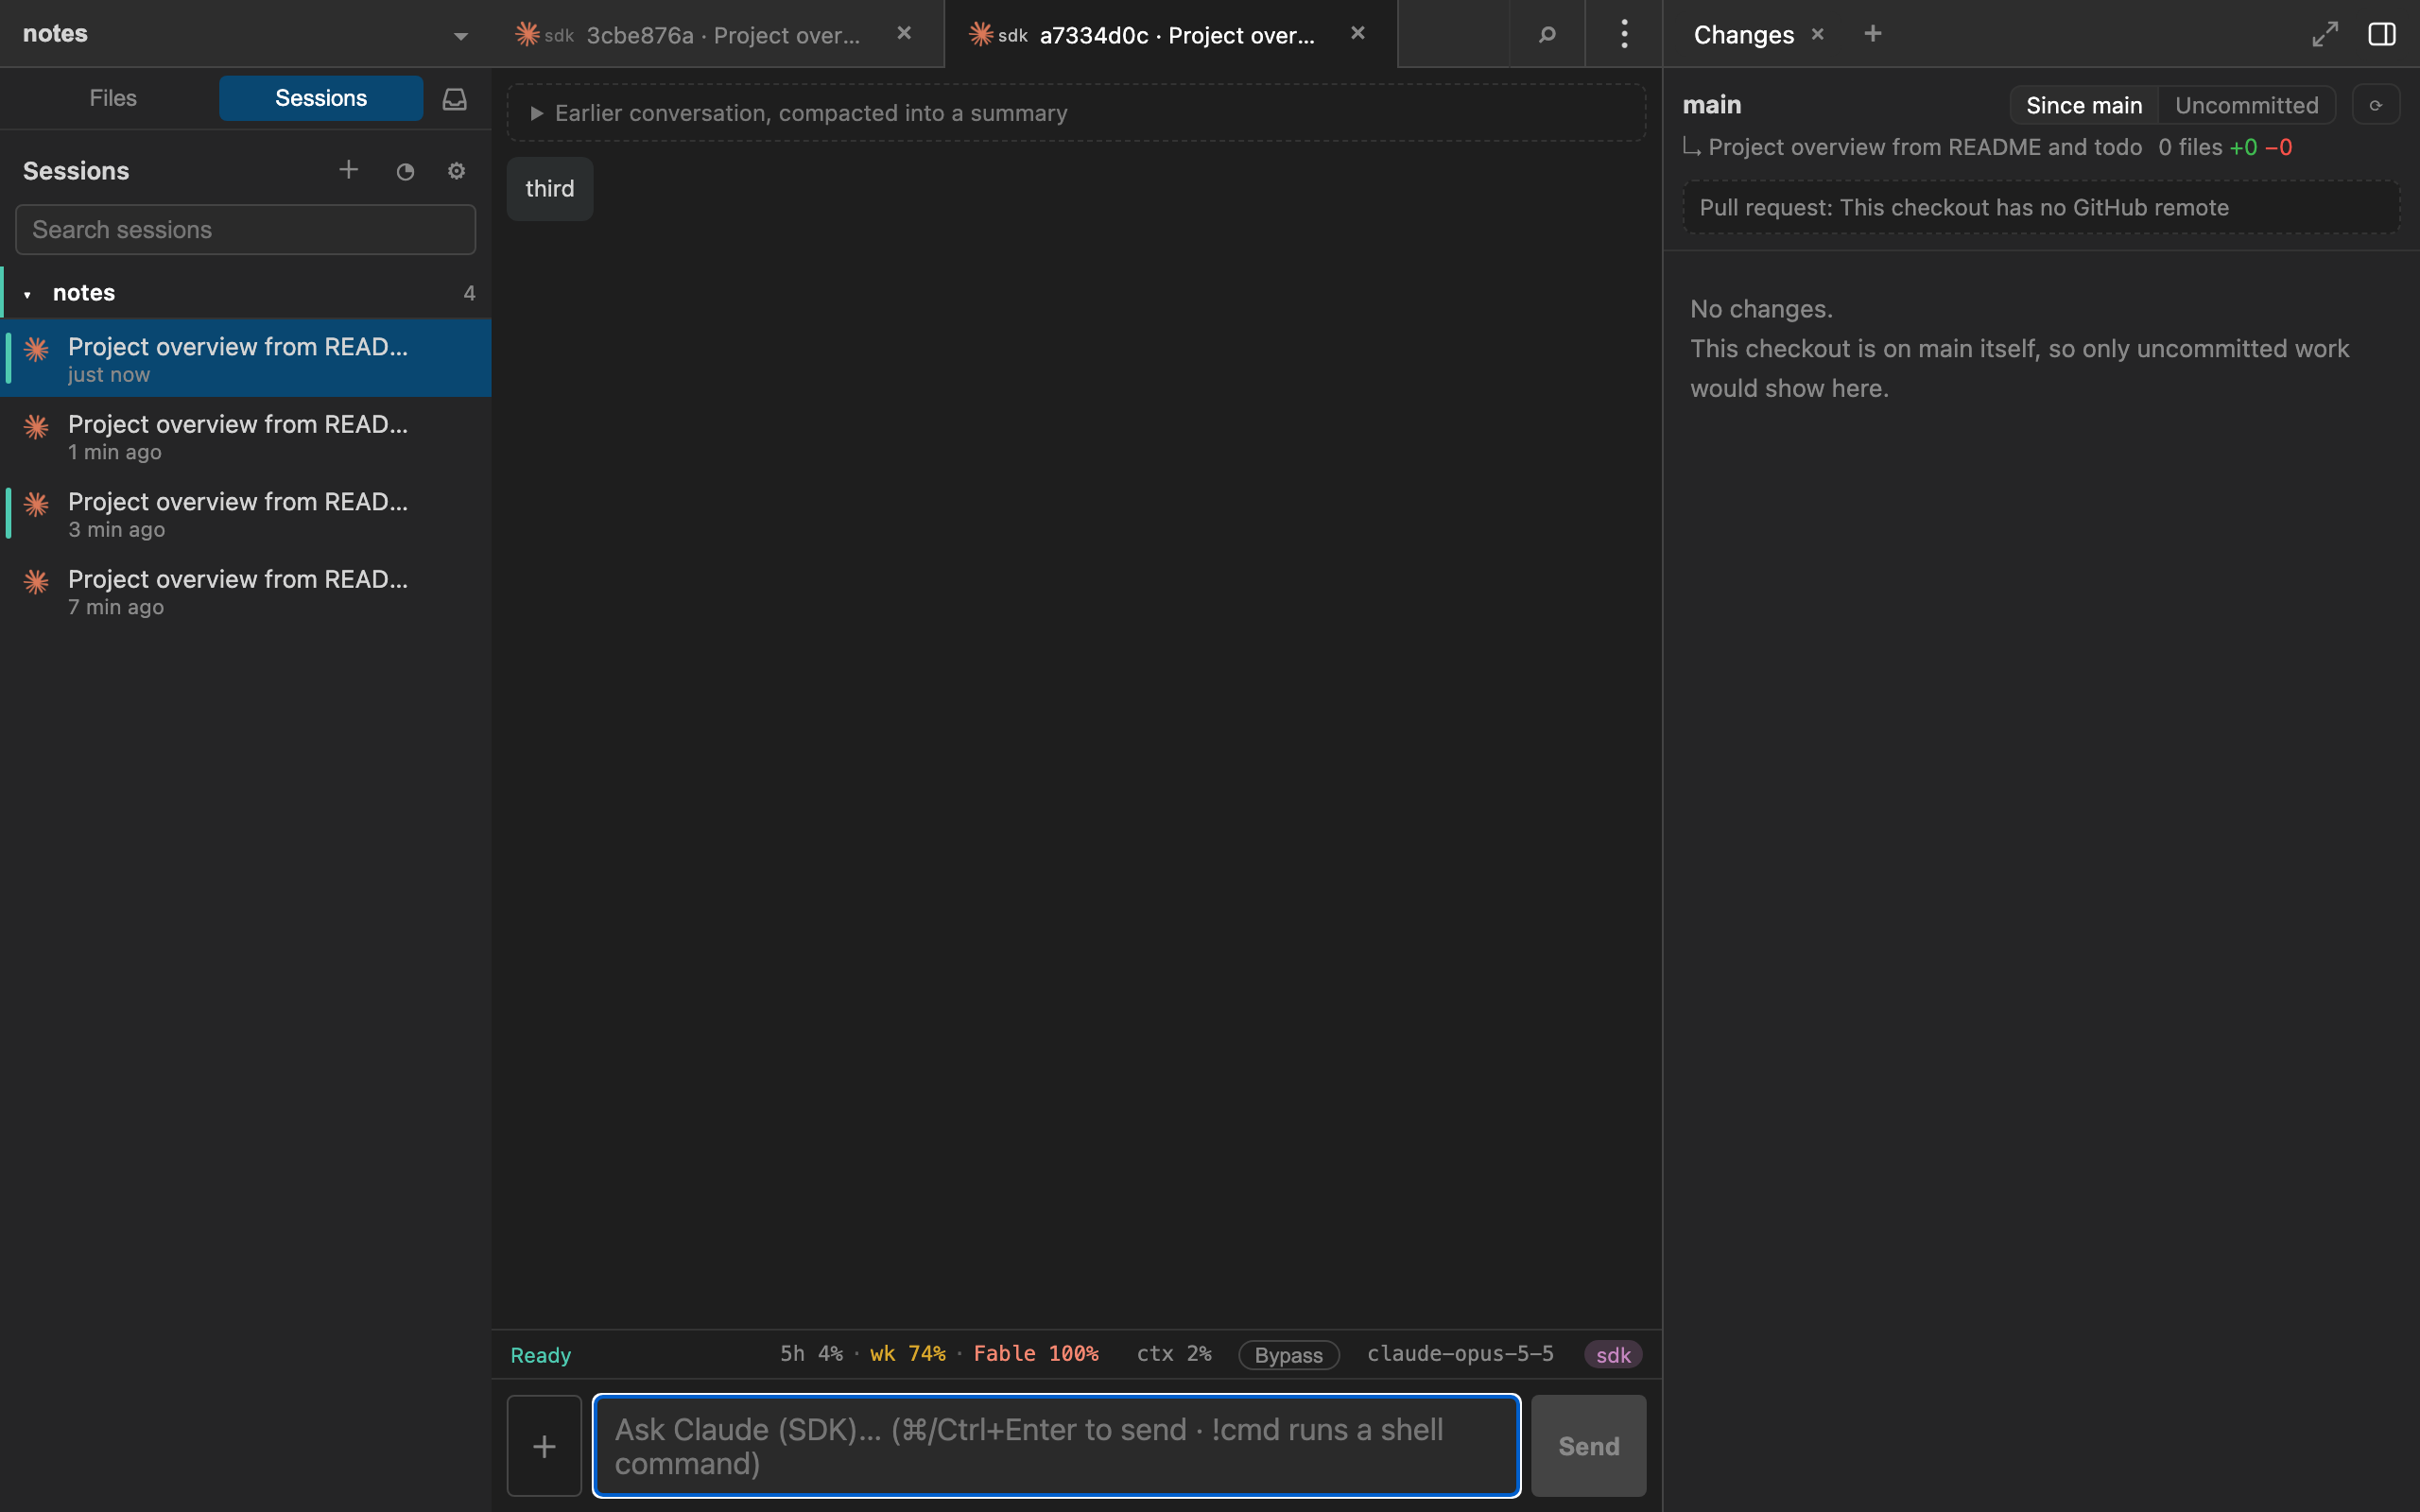 notes
Files
Sessions
Sessions
Search sessions
notes 4
Project overview from READ...
just now
Project overview from READ...
1 min ago
Project overview from READ...
3 min ago
Project overview from READ...
7 min ago
sdk 3cbe876a · Project over...
sdk a7334d0c · Project over...
Earlier conversation, compacted into a summary
third
Ready 5h 4% · wk 74% · Fable 100% ctx 2% Bypass claude-opus-5-5 sdk
Ask Claude (SDK)... (⌘/Ctrl+Enter to send · !cmd runs a shell
command)
Send
Changes
main Since main Uncommitted
Project overview from README and todo 0 files +0 −0
Pull request: This checkout has no GitHub remote
No changes.
This checkout is on main itself, so only uncommitted work
would show here.